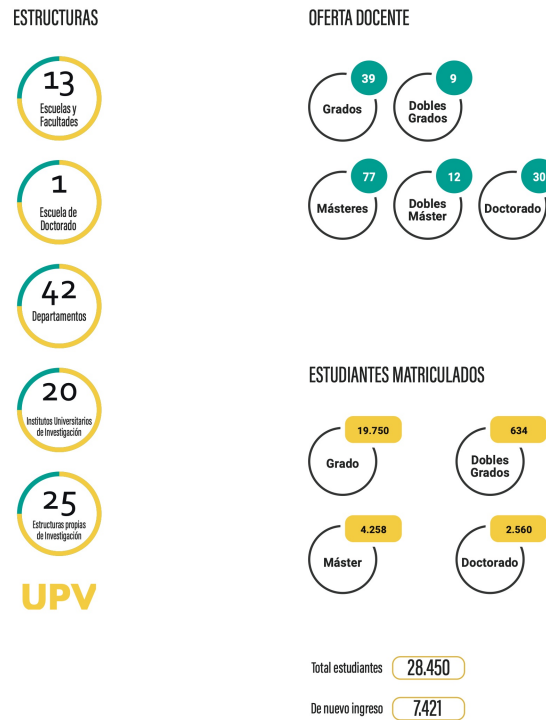 ESTRUCTURAS
13
Escuelas y
Facultades
1
Escuela de
Doctorado
42
Departamentos
20
Institutos Universitarios
de Investigación
25
Estructuras propias
de Investigación
UPV
OFERTA DOCENTE
39
Grados
9
Dobles
Grados
77
Másteres
12
Dobles
Máster
30
Doctorado
ESTUDIANTES MATRICULADOS
19.750
Grado
634
Dobles
Grados
4.258
Máster
2.560
Doctorado
Total estudiantes 28.450
De nuevo ingreso 7.421